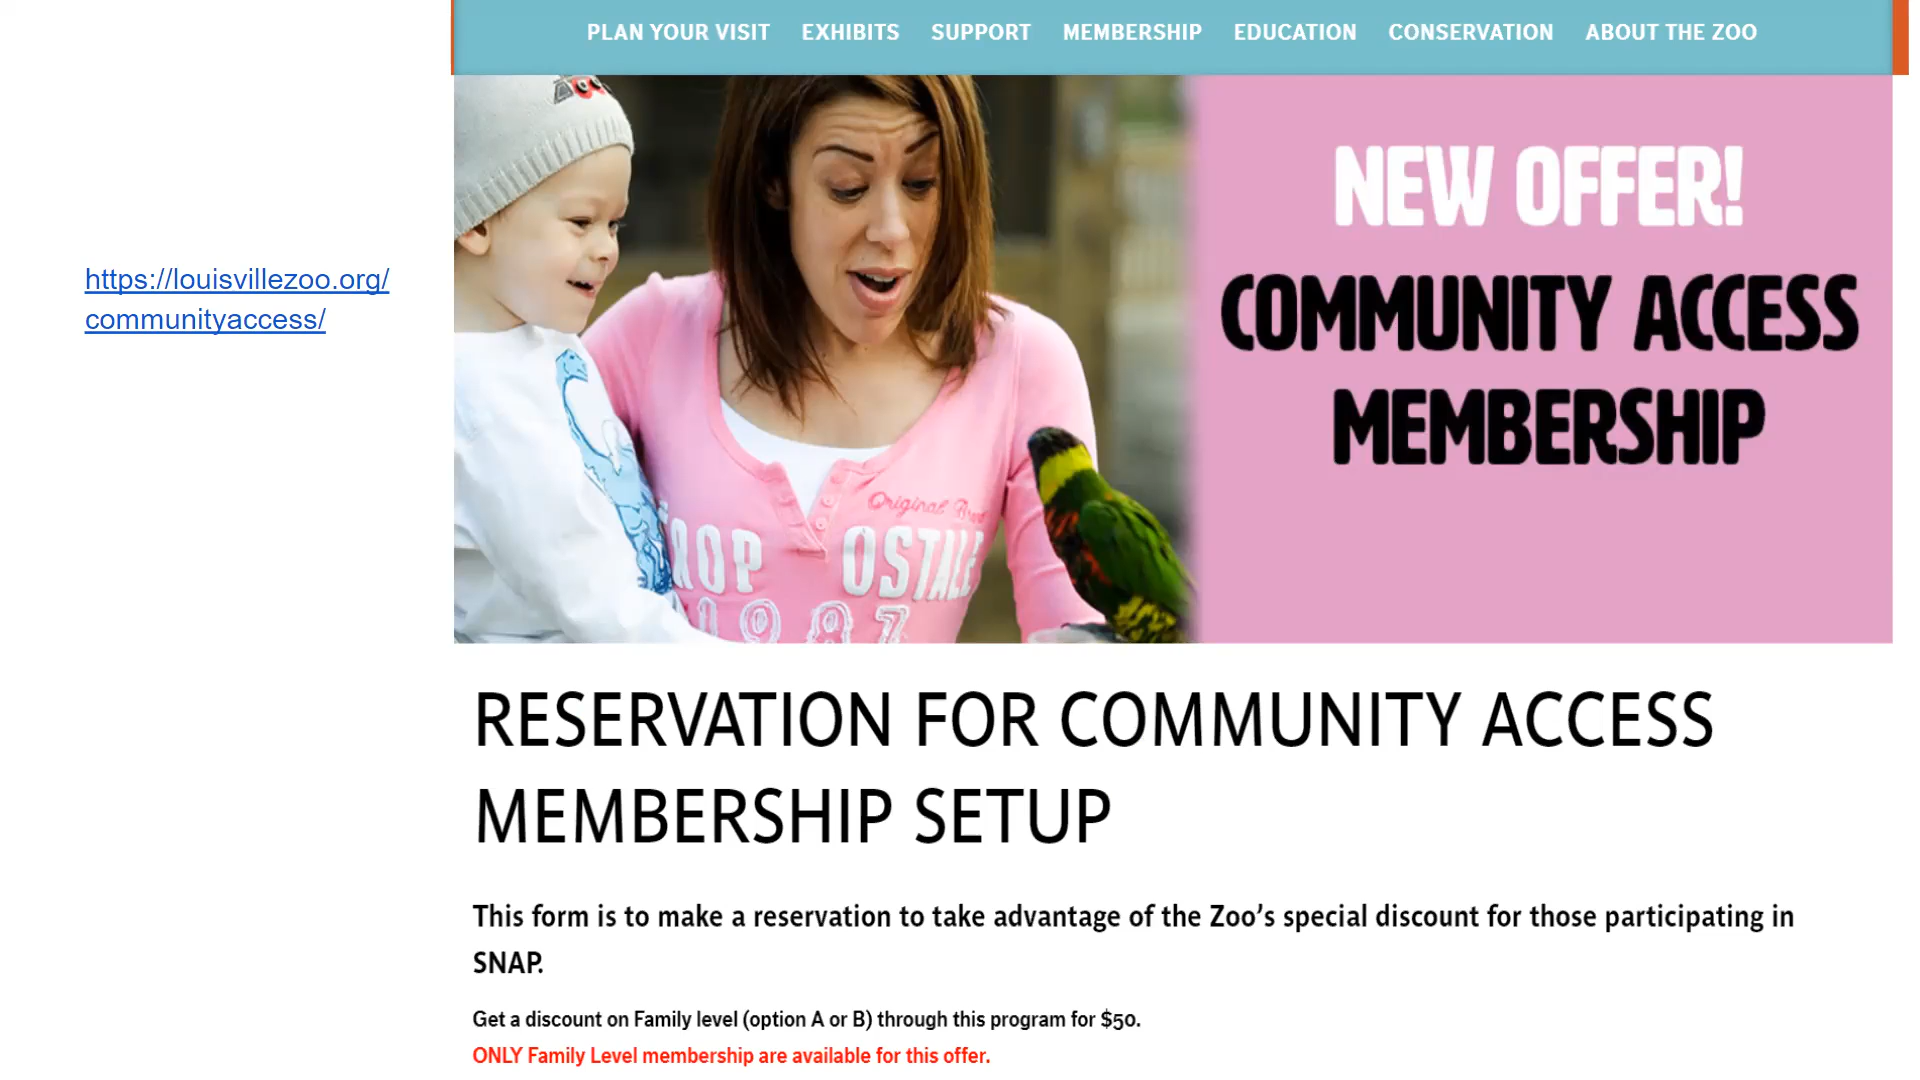 PLAN YOUR VISIT EXHIBITS SUPPORT MEMBERSHIP EDUCATION CONSERVATION ABOUT THE ZOO
https://louisvillezoo.org/
communityaccess/
NEW OFFER!
COMMUNITY ACCESS
MEMBERSHIP
Original
ROP OSTALE
1987
RESERVATION FOR COMMUNITY ACCESS
MEMBERSHIP SETUP
This form is to make a reservation to take advantage of the Zoo’s special discount for those participating in
SNAP.
Get a discount on Family level (option A or B) through this program for $50.
ONLY Family Level membership are available for this offer.